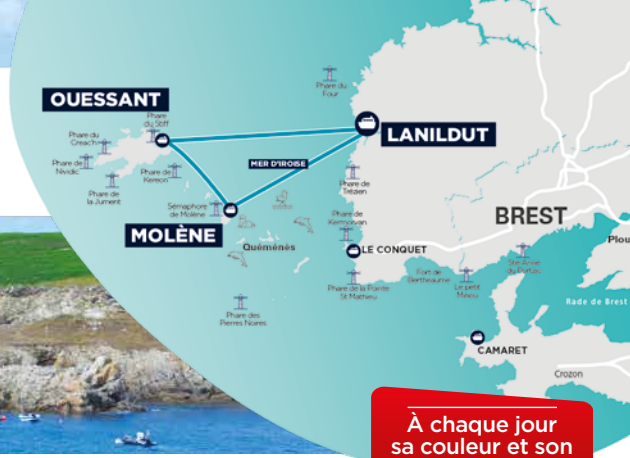 Phare du
Four
OUESSANT
Phare
du Stiff
LANILDUT
Phare du
Creach
MER D'IROISE
Phare de
Nividic
Phare de
Kereon
Phare de
la Jument
Phare de
Trézien
Sémaphore
de Molène
Phare de
Kermorvan
BREST
MOLÈNE
Quéménès
LE CONQUET
Plou
Ste-Anne
du Portzic
Fort de
Bertheaume
Le petit
Minou
Phare de la Pointe
St Mathieu
Rade de Brest
Phare des
Pierres Noires
CAMARET
Crozon
À chaque jour
sa couleur et son